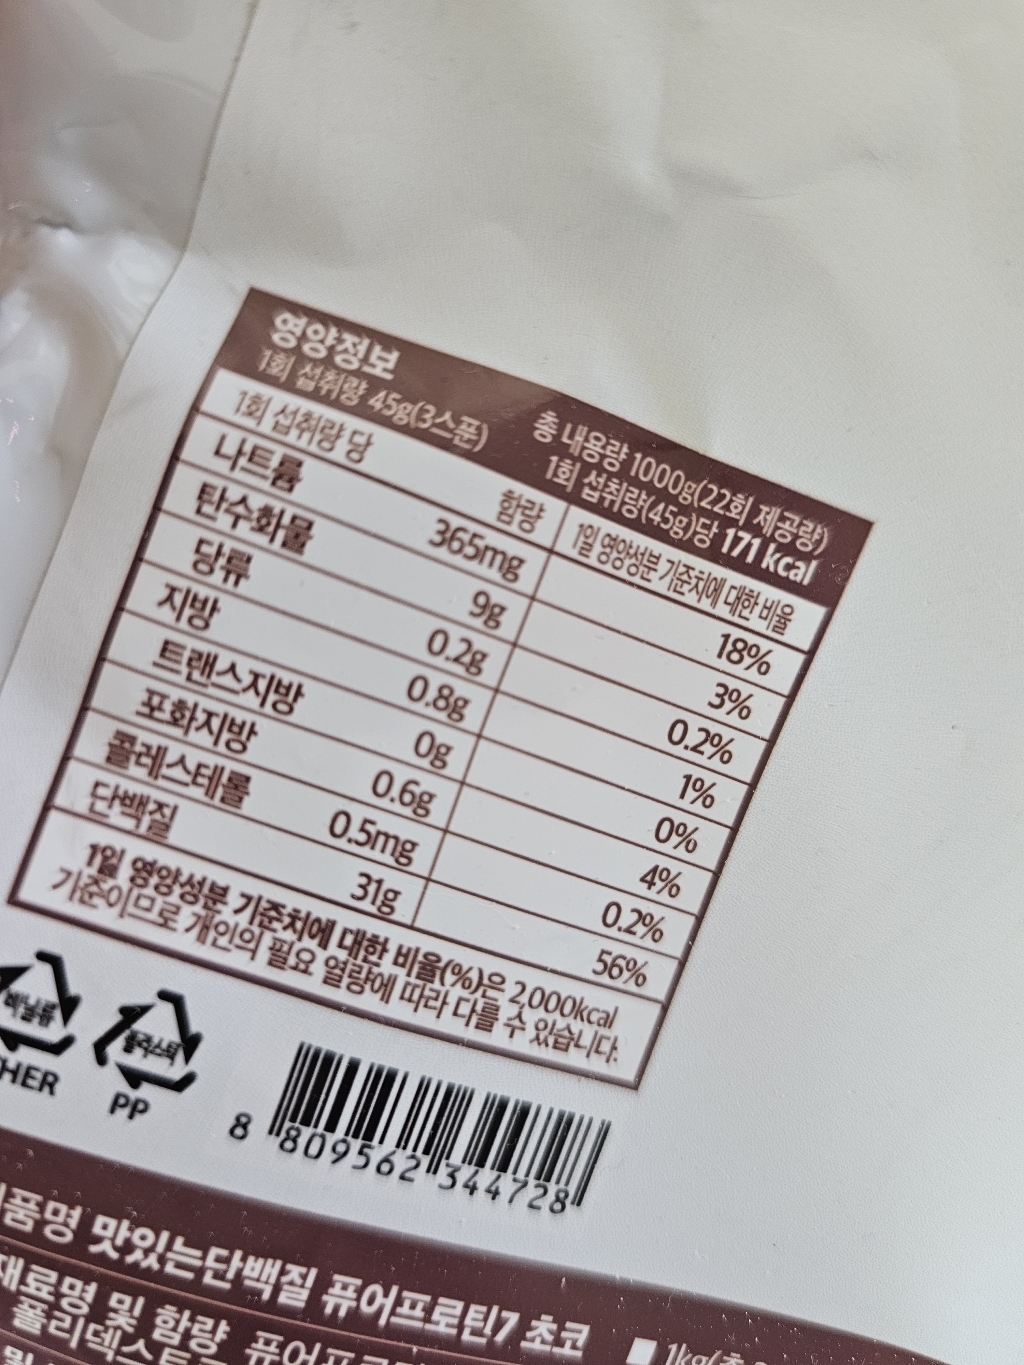 영양정보
총 내용량 1000g(22회 제공량)
1회 섭취량 45g(3스푼)
1회 섭취량(45g)당 171 kcal
1회 섭취량 당 함량 1일 영양성분 기준치에 대한 비율
나트륨 365mg 18%
탄수화물 9g 3%
당류 0.2g 0.2%
지방 0.8g 1%
트랜스지방 0g 0%
포화지방 0.6g 4%
콜레스테롤 0.5mg 0.2%
단백질 31g 56%
1일 영양성분 기준치에 대한 비율(%)은 2,000kcal
기준이므로 개인의 필요 열량에 따라 다를 수 있습니다.
비닐류
플라스틱
HER
PP
8 809562 344728
품명 맛있는단백질 퓨어프로틴7 초코
재료명 및 함량